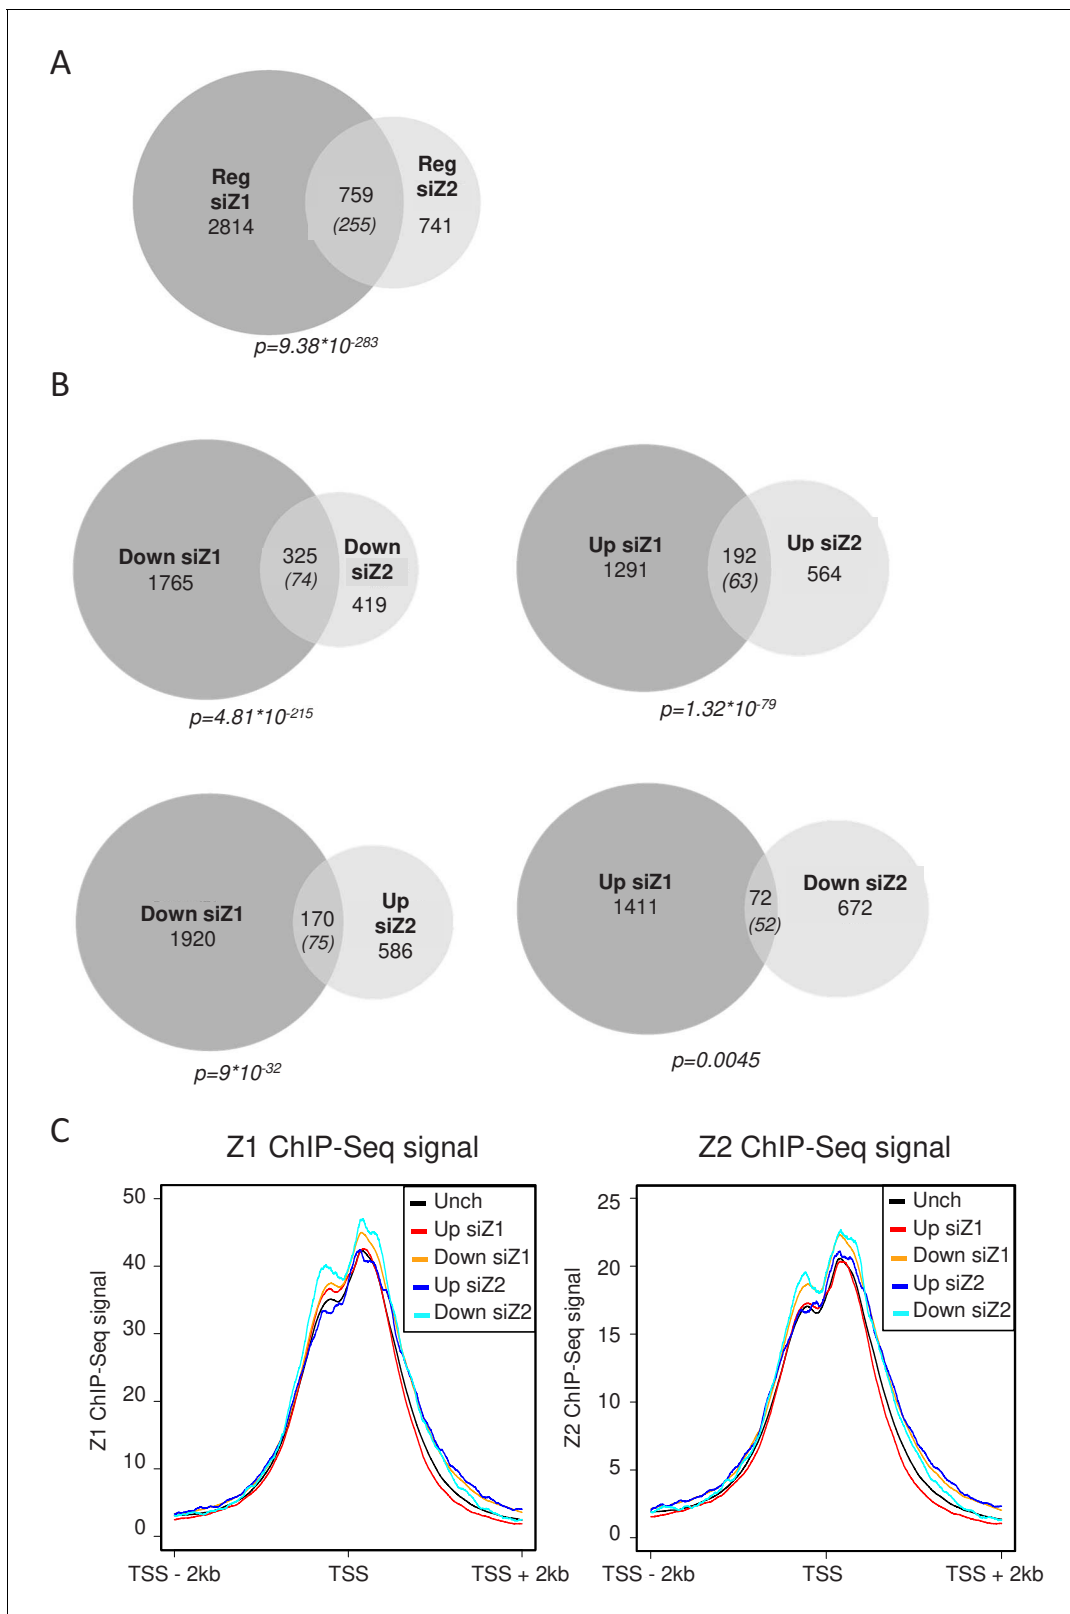 A
Reg
siZ1
2814
759
(255)
Reg
siZ2
741
p=9.38*10-283
B
Down siZ1
1765
325
(74)
Down
siZ2
419
p=4.81*10-215
Up siZ1
1291
192
(63)
Up siZ2
564
p=1.32*10-79
Down siZ1
1920
170
(75)
Up
siZ2
586
p=9*10-32
Up siZ1
1411
72
(52)
Down siZ2
672
p=0.0045
C
Z1 ChIP-Seq signal
Z1 ChIP-Seq signal
50
40
30
20
10
0
Unch
Up siZ1
Down siZ1
Up siZ2
Down siZ2
TSS - 2kb TSS TSS + 2kb
Z2 ChIP-Seq signal
Z2 ChIP-Seq signal
25
20
15
10
5
0
Unch
Up siZ1
Down siZ1
Up siZ2
Down siZ2
TSS - 2kb TSS TSS + 2kb